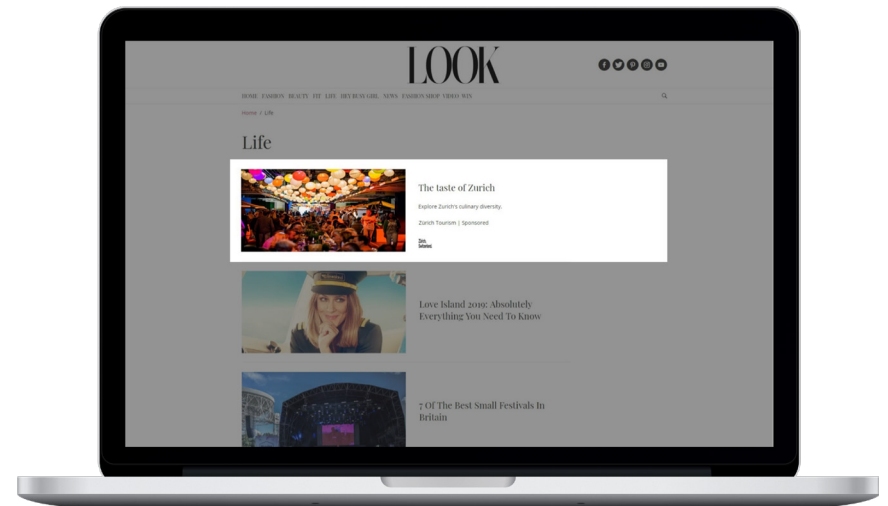 LOOK
HOME FASHION BEAUTY FIT LIFE HEY BUSY GIRL NEWS FASHION SHOP VIDEO WIN
Home / Life
Life
The taste of Zurich
Explore Zurich's culinary diversity.
Zürich Tourism | Sponsored
Love Island 2019: Absolutely
Everything You Need To Know
7 Of The Best Small Festivals In
Britain